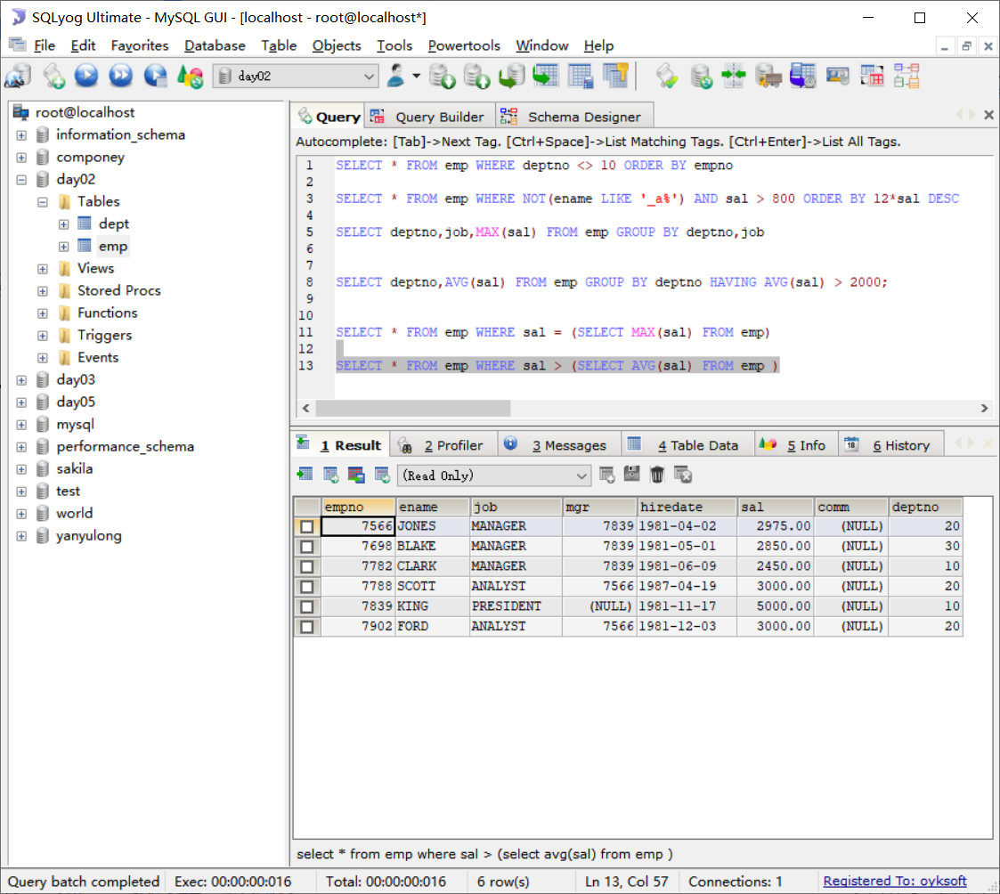 SQLyog Ultimate - MySQL GUI - [localhost - root@localhost*]
File Edit Favorites Database Table Objects Tools Powertools Window Help
day02
root@localhost
information_schema
componey
day02
Tables
dept
emp
Views
Stored Procs
Functions
Triggers
Events
day03
day05
mysql
performance_schema
sakila
test
world
yanyulong
Query Query Builder Schema Designer
Autocomplete: [Tab]->Next Tag. [Ctrl+Space]->List Matching Tags. [Ctrl+Enter]->List All Tags.
1 SELECT * FROM emp WHERE deptno <> 10 ORDER BY empno
2
3 SELECT * FROM emp WHERE NOT(ename LIKE '_a%') AND sal > 800 ORDER BY 12*sal DESC
4
5 SELECT deptno,job,MAX(sal) FROM emp GROUP BY deptno,job
6
7
8 SELECT deptno,AVG(sal) FROM emp GROUP BY deptno HAVING AVG(sal) > 2000;
9
10
11 SELECT * FROM emp WHERE sal = (SELECT MAX(sal) FROM emp)
12
13 SELECT * FROM emp WHERE sal > (SELECT AVG(sal) FROM emp )
1 Result 2 Profiler 3 Messages 4 Table Data 5 Info 18 6 History
(Read Only)
empno ename job mgr hiredate sal comm deptno
7566 JONES MANAGER 7839 1981-04-02 2975.00 (NULL) 20
7698 BLAKE MANAGER 7839 1981-05-01 2850.00 (NULL) 30
7782 CLARK MANAGER 7839 1981-06-09 2450.00 (NULL) 10
7788 SCOTT ANALYST 7566 1987-04-19 3000.00 (NULL) 20
7839 KING PRESIDENT (NULL) 1981-11-17 5000.00 (NULL) 10
7902 FORD ANALYST 7566 1981-12-03 3000.00 (NULL) 20
select * from emp where sal > (select avg(sal) from emp )
Query batch completed Exec: 00:00:00:016 Total: 00:00:00:016 6 row(s) Ln 13, Col 57 Connections: 1 Registered To: oyksoft